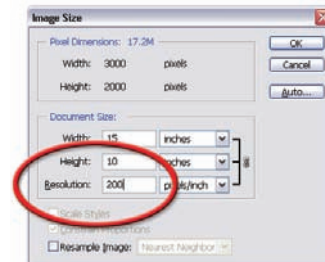 Image Size
Pixel Dimensions: 17.2M
OK
Width: 3000 pixels
Cancel
Height: 2000 pixels
Auto...
Document Size:
Width: 15 inches
Height: 10 inches
Resolution: 200 pixels/inch
Scale Styles
Constrain Proportions
Resample Image: Nearest Neighbor